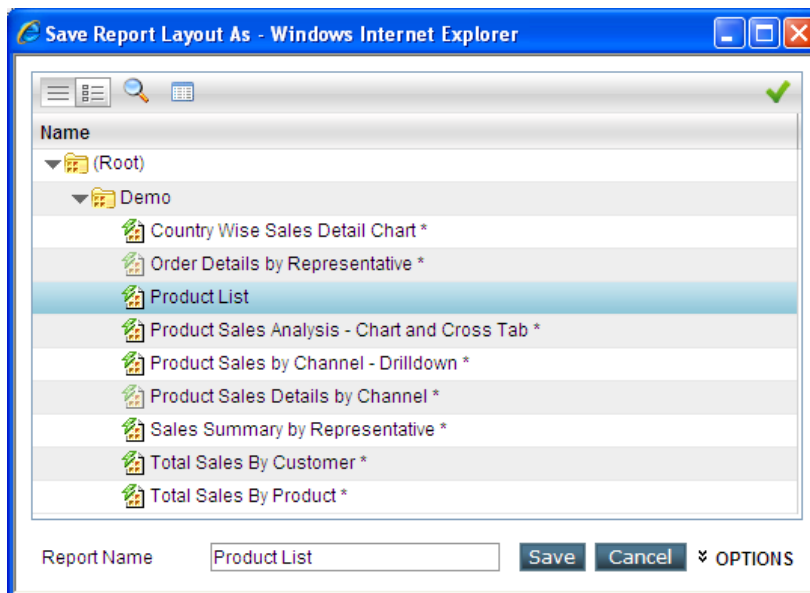 Save Report Layout As - Windows Internet Explorer
Name
(Root)
Demo
Country Wise Sales Detail Chart *
Order Details by Representative *
Product List
Product Sales Analysis - Chart and Cross Tab *
Product Sales by Channel - Drilldown *
Product Sales Details by Channel *
Sales Summary by Representative *
Total Sales By Customer *
Total Sales By Product *
Report Name Product List Save Cancel OPTIONS